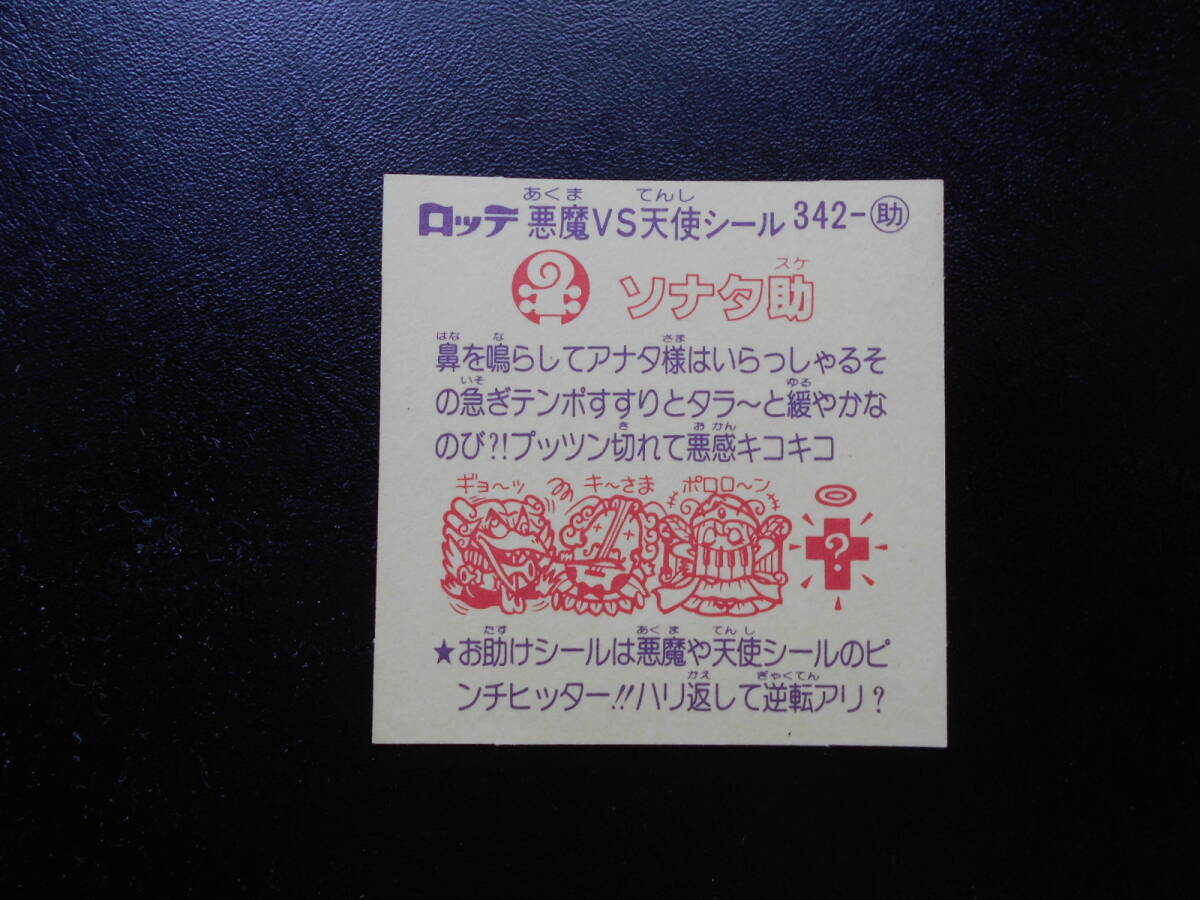 あくま てんし
ロッテ 悪魔VS天使シール 342-助
スケ
ソナタ助
はな な さま
鼻を鳴らしてアナタ様はいらっしゃるそ
いそ ゆる
の急ぎテンポすすりとタラ〜と緩やかな
き おかん
のび?!プッツン切れて悪感キコキコ
ギョ〜ッ キ〜さま ポロロ〜ン
?
たす あくま てんし
★お助けシールは悪魔や天使シールのピ
かえ ぎゃくてん
ンチヒッター!!ハリ返して逆転アリ?